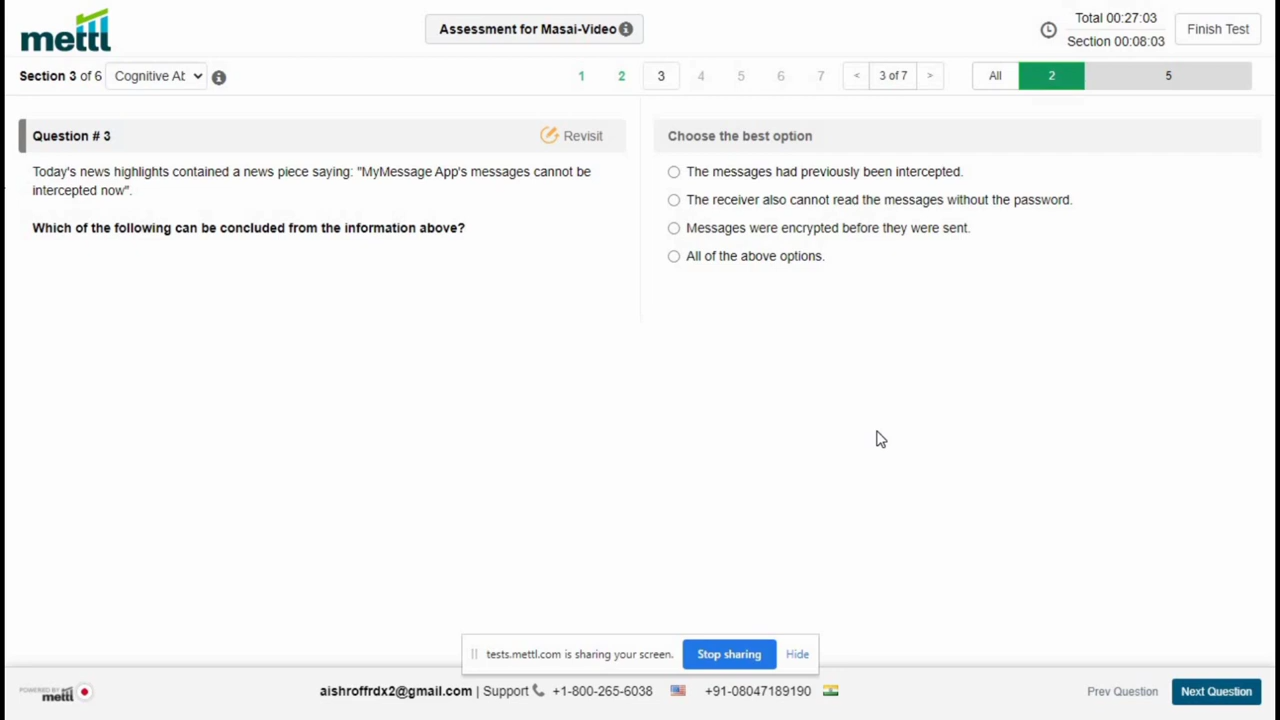 mettl
Assessment for Masai-Video
Total 00:27:03
Section 00:08:03
Finish Test
Section 3 of 6
Cognitive At
1 2 3 4 5 6 7
< 3 of 7 >
All 2 5
Question # 3
Revisit
Today's news highlights contained a news piece saying: "MyMessage App's messages cannot be
intercepted now".
Which of the following can be concluded from the information above?
Choose the best option
The messages had previously been intercepted.
The receiver also cannot read the messages without the password.
Messages were encrypted before they were sent.
All of the above options.
tests.mettl.com is sharing your screen.
Stop sharing
Hide
POWERED BY mettl
aishroffrdx2@gmail.com | Support +1-800-265-6038 +91-08047189190
Prev Question
Next Question